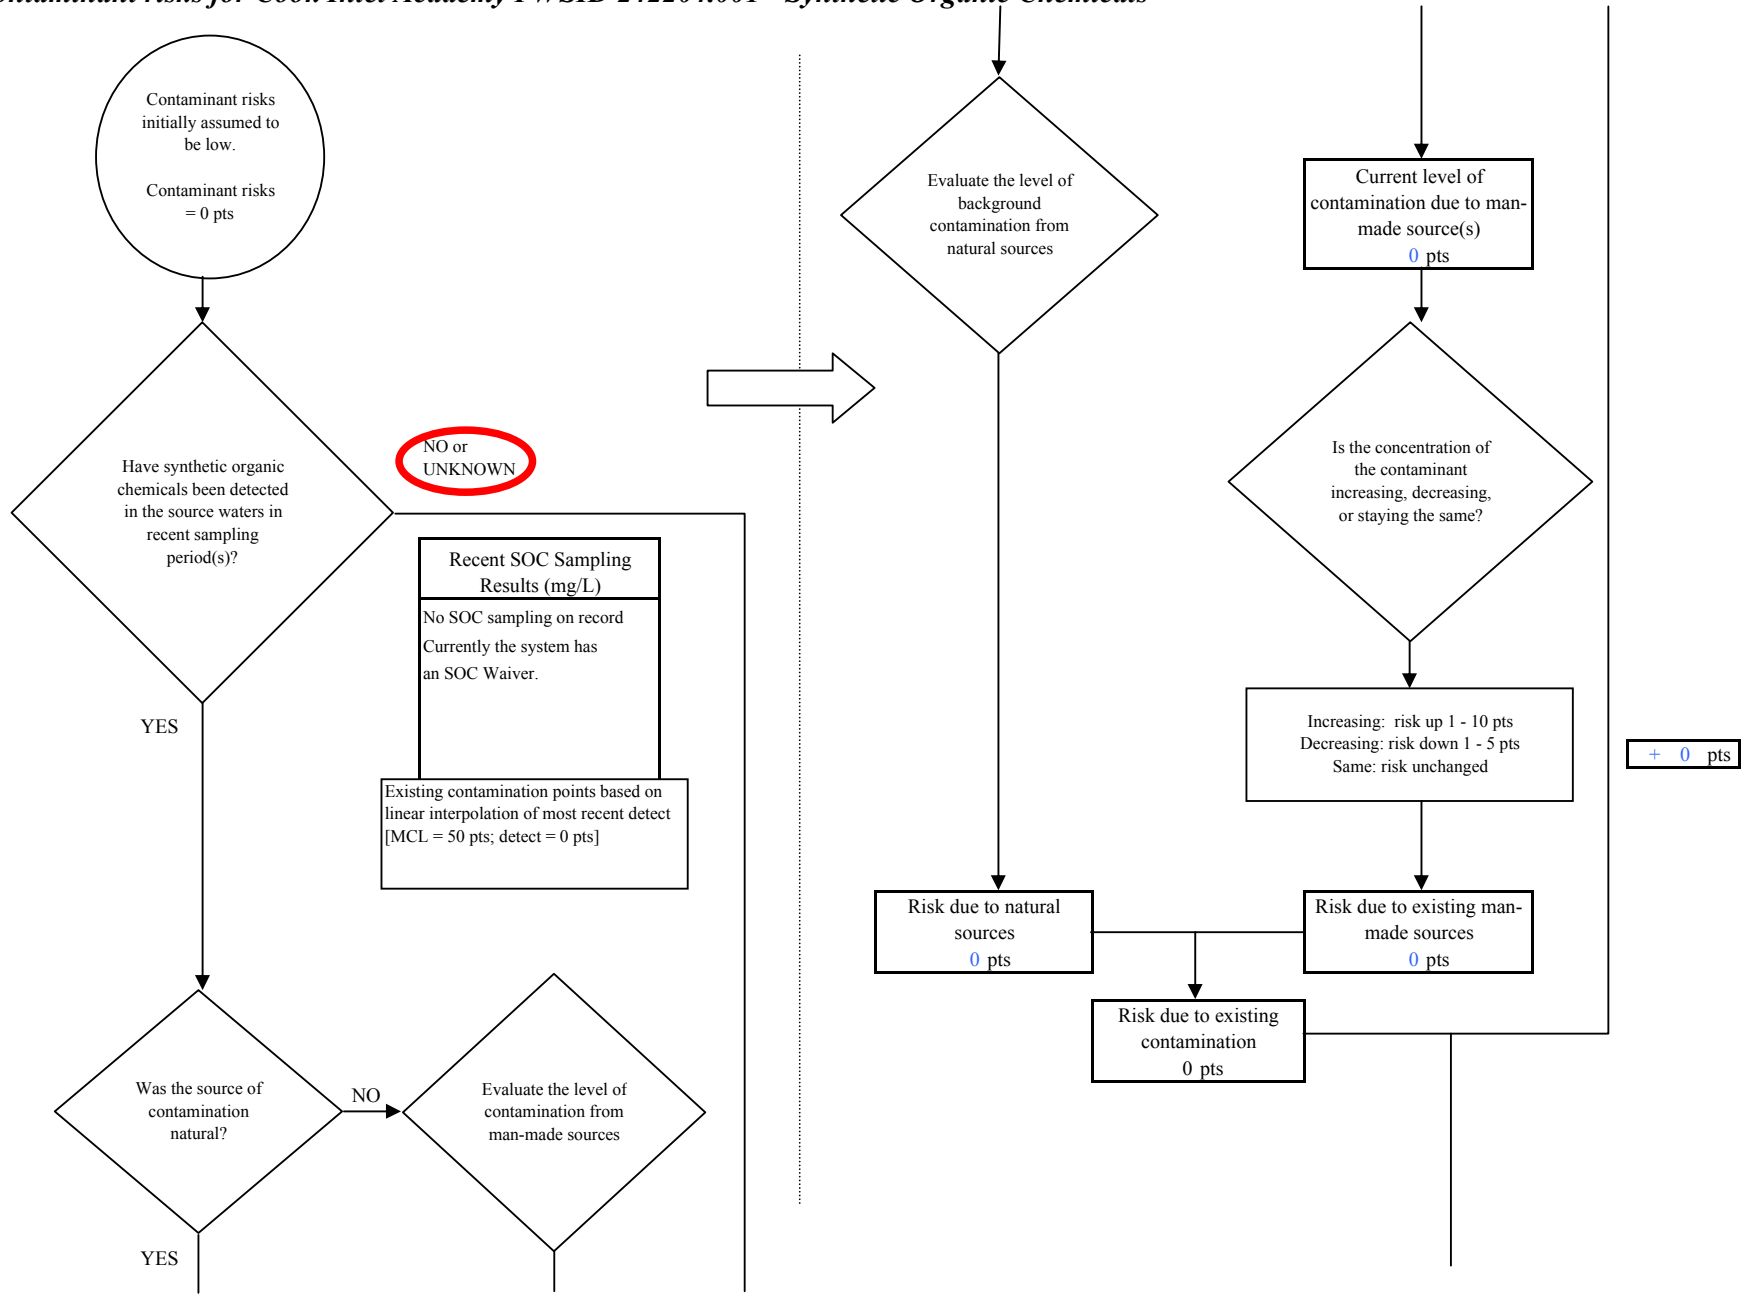 Contaminant risks
initially assumed to
be low.
Contaminant risks
= 0 pts
Have synthetic organic
chemicals been detected
in the source waters in
recent sampling
period(s)?
NO or
UNKNOWN
Recent SOC Sampling
Results (mg/L)
No SOC sampling on record
Currently the system has
an SOC Waiver.
YES
Existing contamination points based on
linear interpolation of most recent detect
[MCL = 50 pts; detect = 0 pts]
Was the source of
contamination
natural?
NO
Evaluate the level of
contamination from
man-made sources
YES
Evaluate the level of
background
contamination from
natural sources
Current level of
contamination due to man-
made source(s)
0 pts
Is the concentration of
the contaminant
increasing, decreasing,
or staying the same?
Increasing: risk up 1 - 10 pts
Decreasing: risk down 1 - 5 pts
Same: risk unchanged
+ 0 pts
Risk due to natural
sources
0 pts
Risk due to existing man-
made sources
0 pts
Risk due to existing
contamination
0 pts